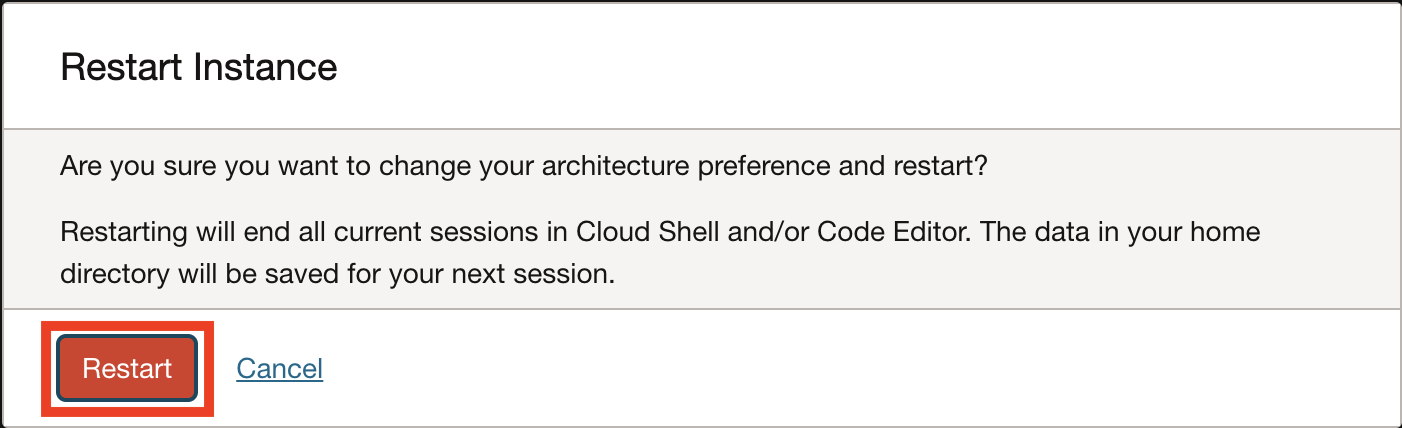 Restart Instance
Are you sure you want to change your architecture preference and restart?
Restarting will end all current sessions in Cloud Shell and/or Code Editor. The data in your home
directory will be saved for your next session.
Restart
Cancel